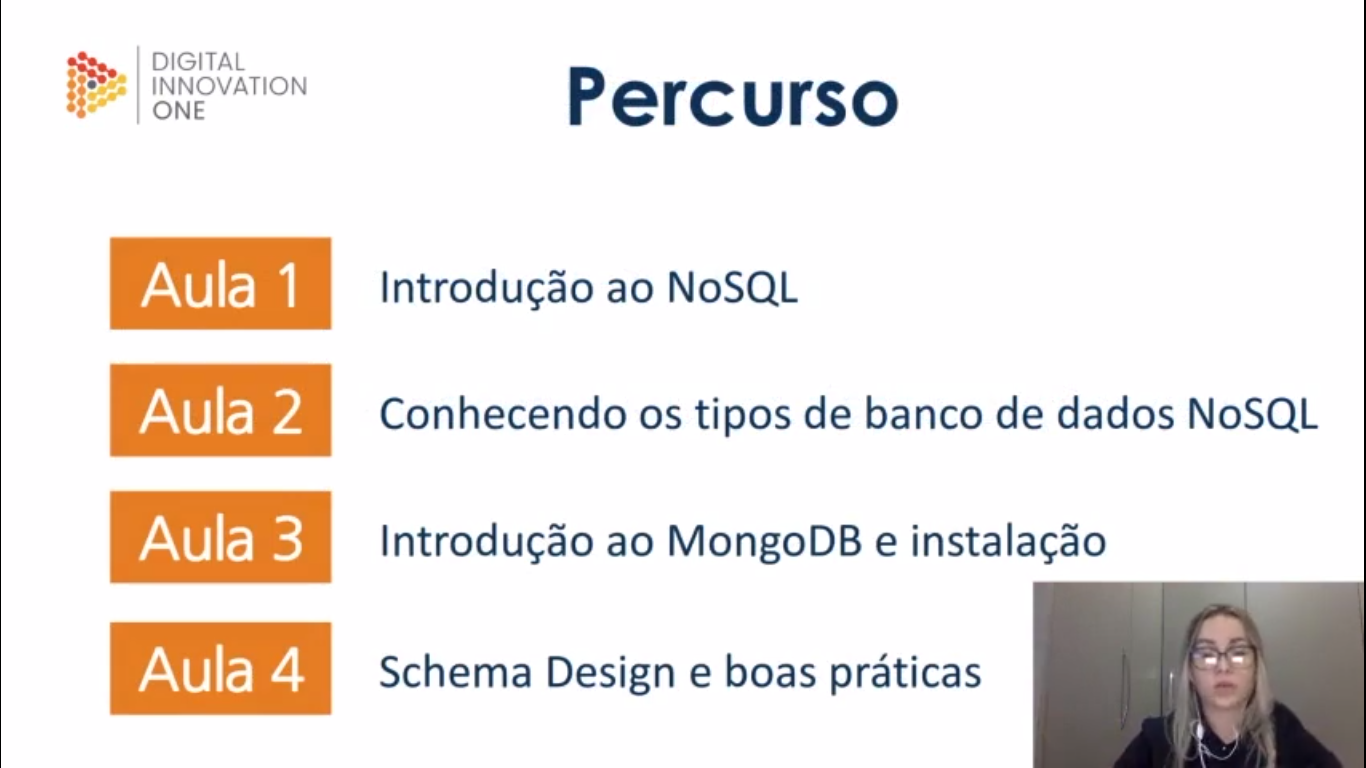 DIGITAL
INNOVATION
ONE
Percurso
Aula 1 Introdução ao NoSQL
Aula 2 Conhecendo os tipos de banco de dados NoSQL
Aula 3 Introdução ao MongoDB e instalação
Aula 4 Schema Design e boas práticas